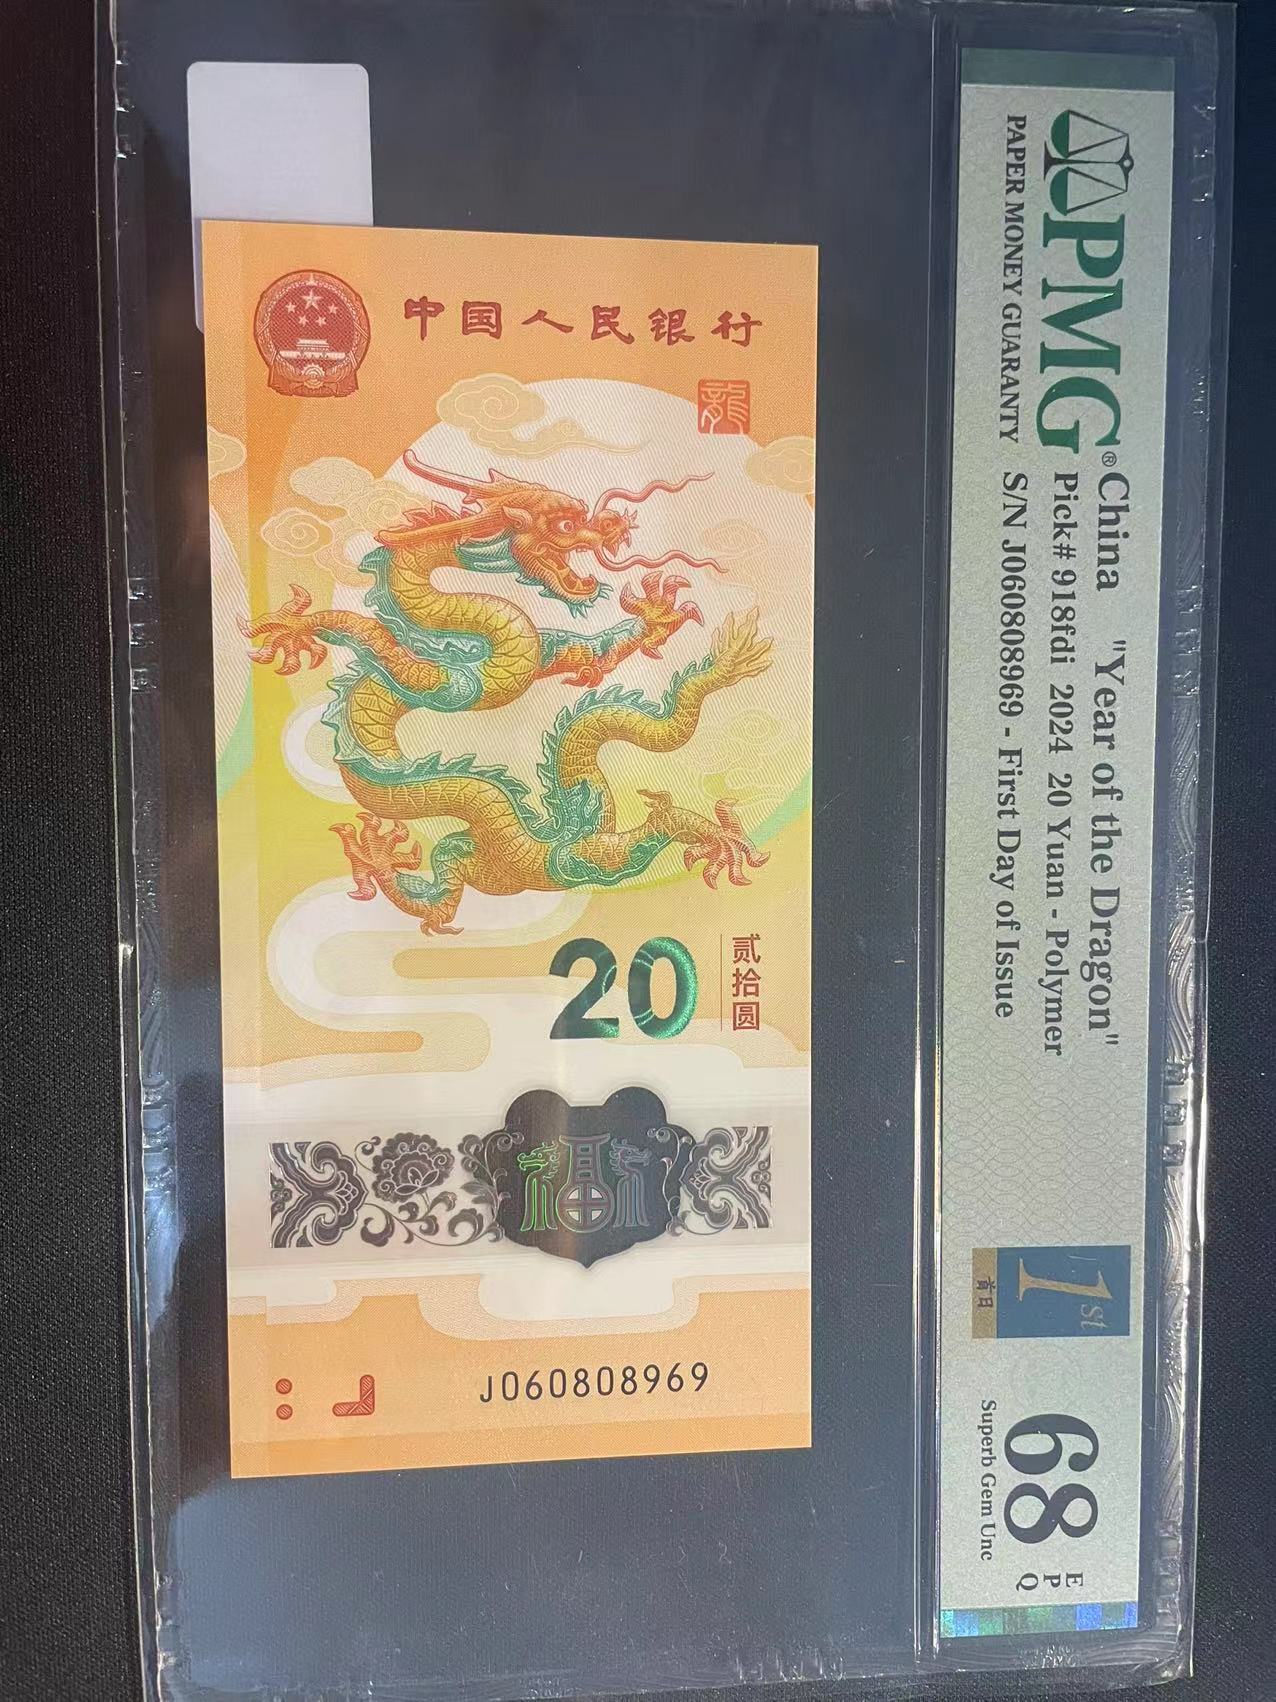 中国人民银行
龍
20
贰拾圆
福
J060808969
PMG®
PAPER MONEY GUARANTY
China "Year of the Dragon"
Pick# 918fdi 2024 20 Yuan - Polymer
S/N J060808969 - First Day of Issue
1st
首日
68 EPQ
Superb Gem Unc